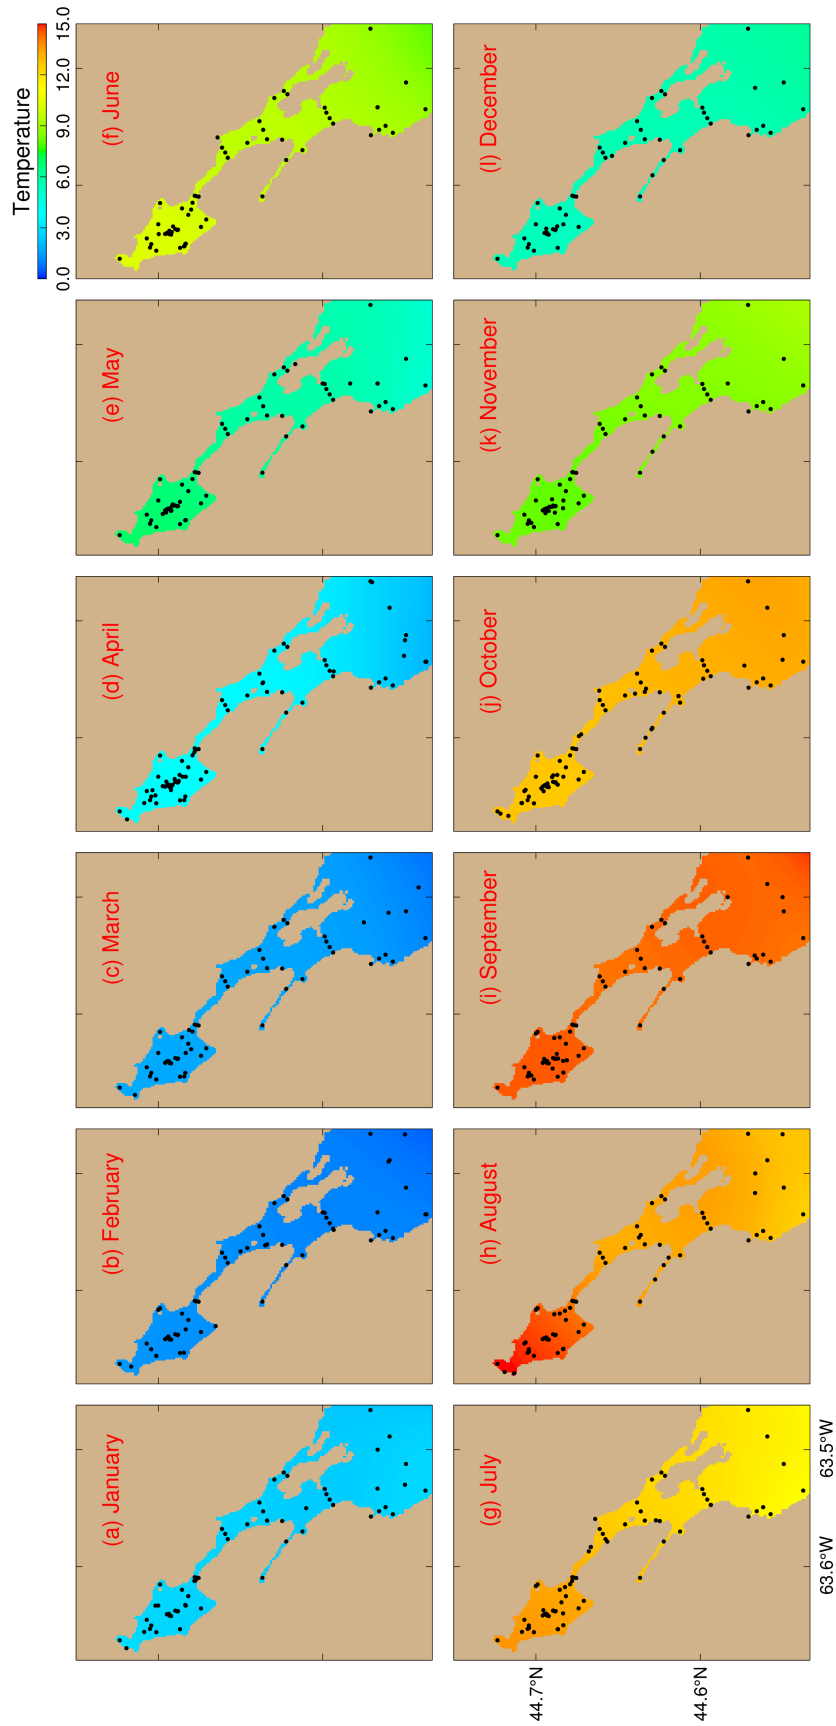 Temperature
0.0 3.0 6.0 9.0 12.0 15.0
(a) January
(b) February
(c) March
(d) April
(e) May
(f) June
(g) July
(h) August
(i) September
(j) October
(k) November
(l) December
44.7°N
44.6°N
63.6°W 63.5°W